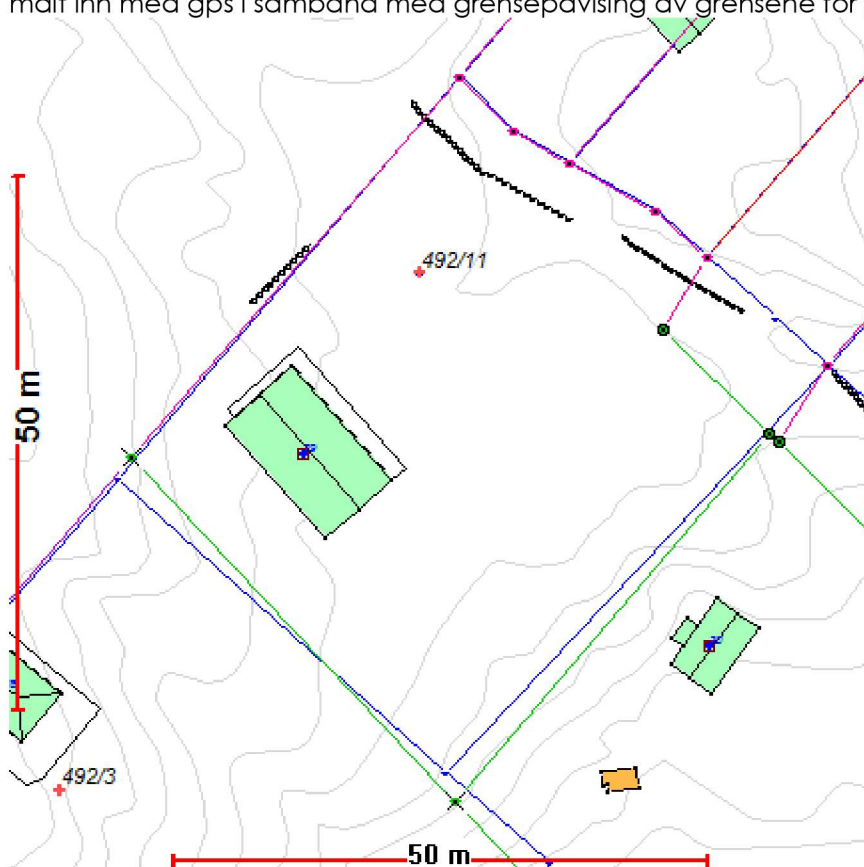 målt inn med gps i samband med grensepåvising av grensene for
492/11
50 m
492/3
50 m